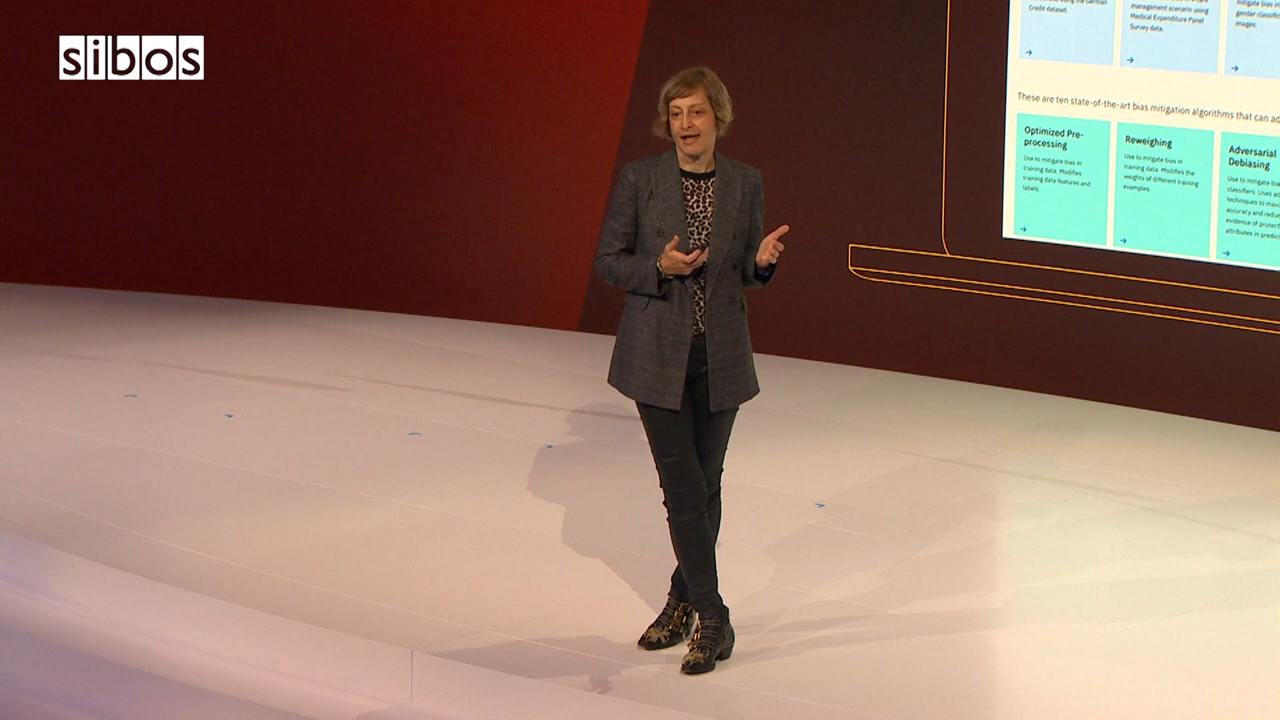 sibos
Credit dataset.
management scenario using
Medical Expenditure Panel
Survey data.
mitigate bias in
gender classific
images.
These are ten state-of-the-art bias mitigation algorithms that can ad
Optimized Pre-
processing
Use to mitigate bias in
training data. Modifies
training data features and
labels.
Reweighing
Use to mitigate bias in
training data. Modifies the
weights of different training
examples.
Adversarial
Debiasing
Use to mitigate bia
classifiers. Uses ad
techniques to maxi
accuracy and reduc
evidence of protect
attributes in predic